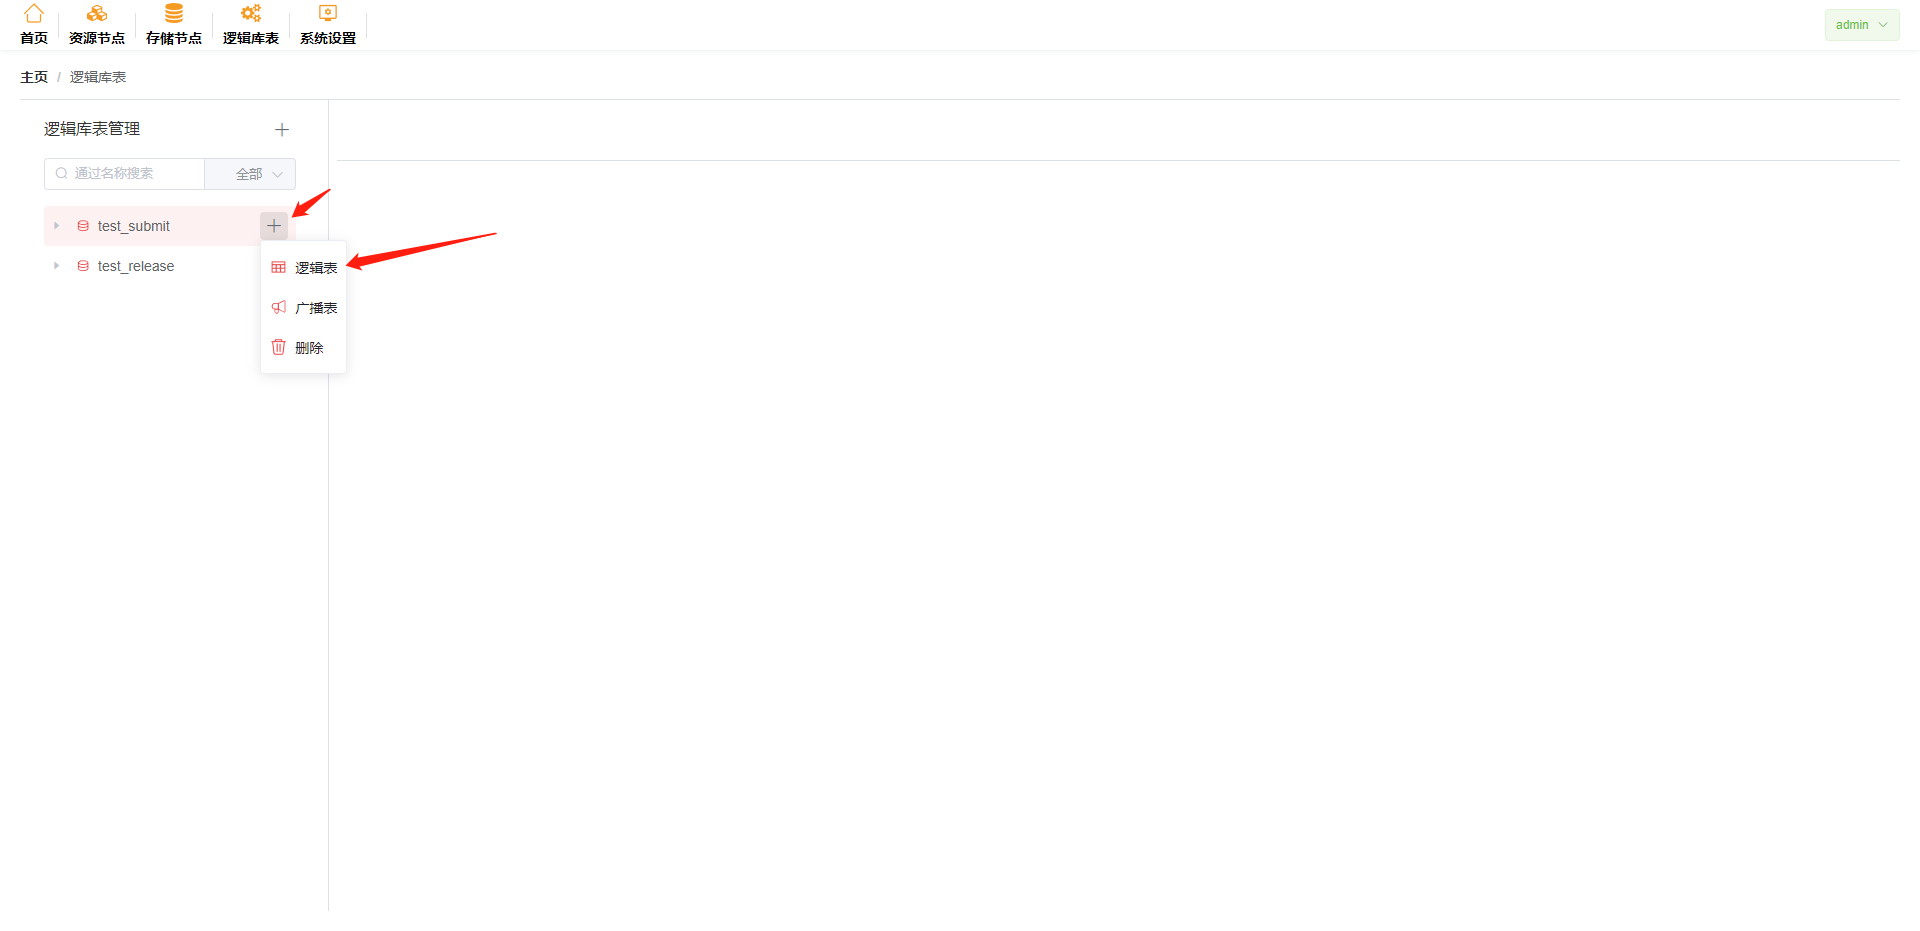 首页 资源节点 存储节点 逻辑库表 系统设置 admin
主页 / 逻辑库表
逻辑库表管理
通过名称搜索 全部
test_submit
test_release
逻辑表
广播表
删除